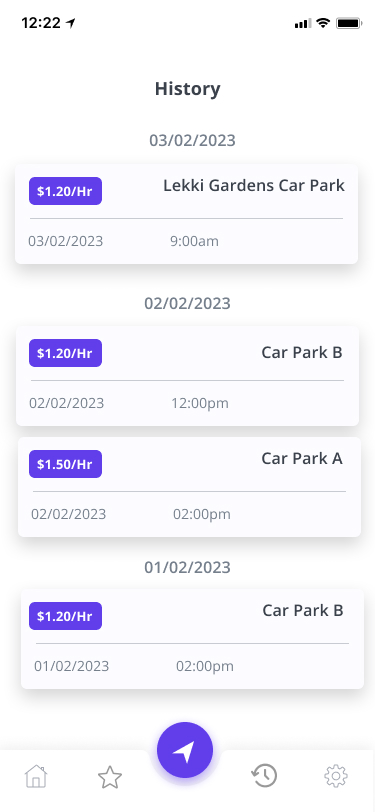 12:22
History
03/02/2023
$1.20/Hr Lekki Gardens Car Park
03/02/2023 9:00am
02/02/2023
$1.20/Hr Car Park B
02/02/2023 12:00pm
$1.50/Hr Car Park A
02/02/2023 02:00pm
01/02/2023
$1.20/Hr Car Park B
01/02/2023 02:00pm